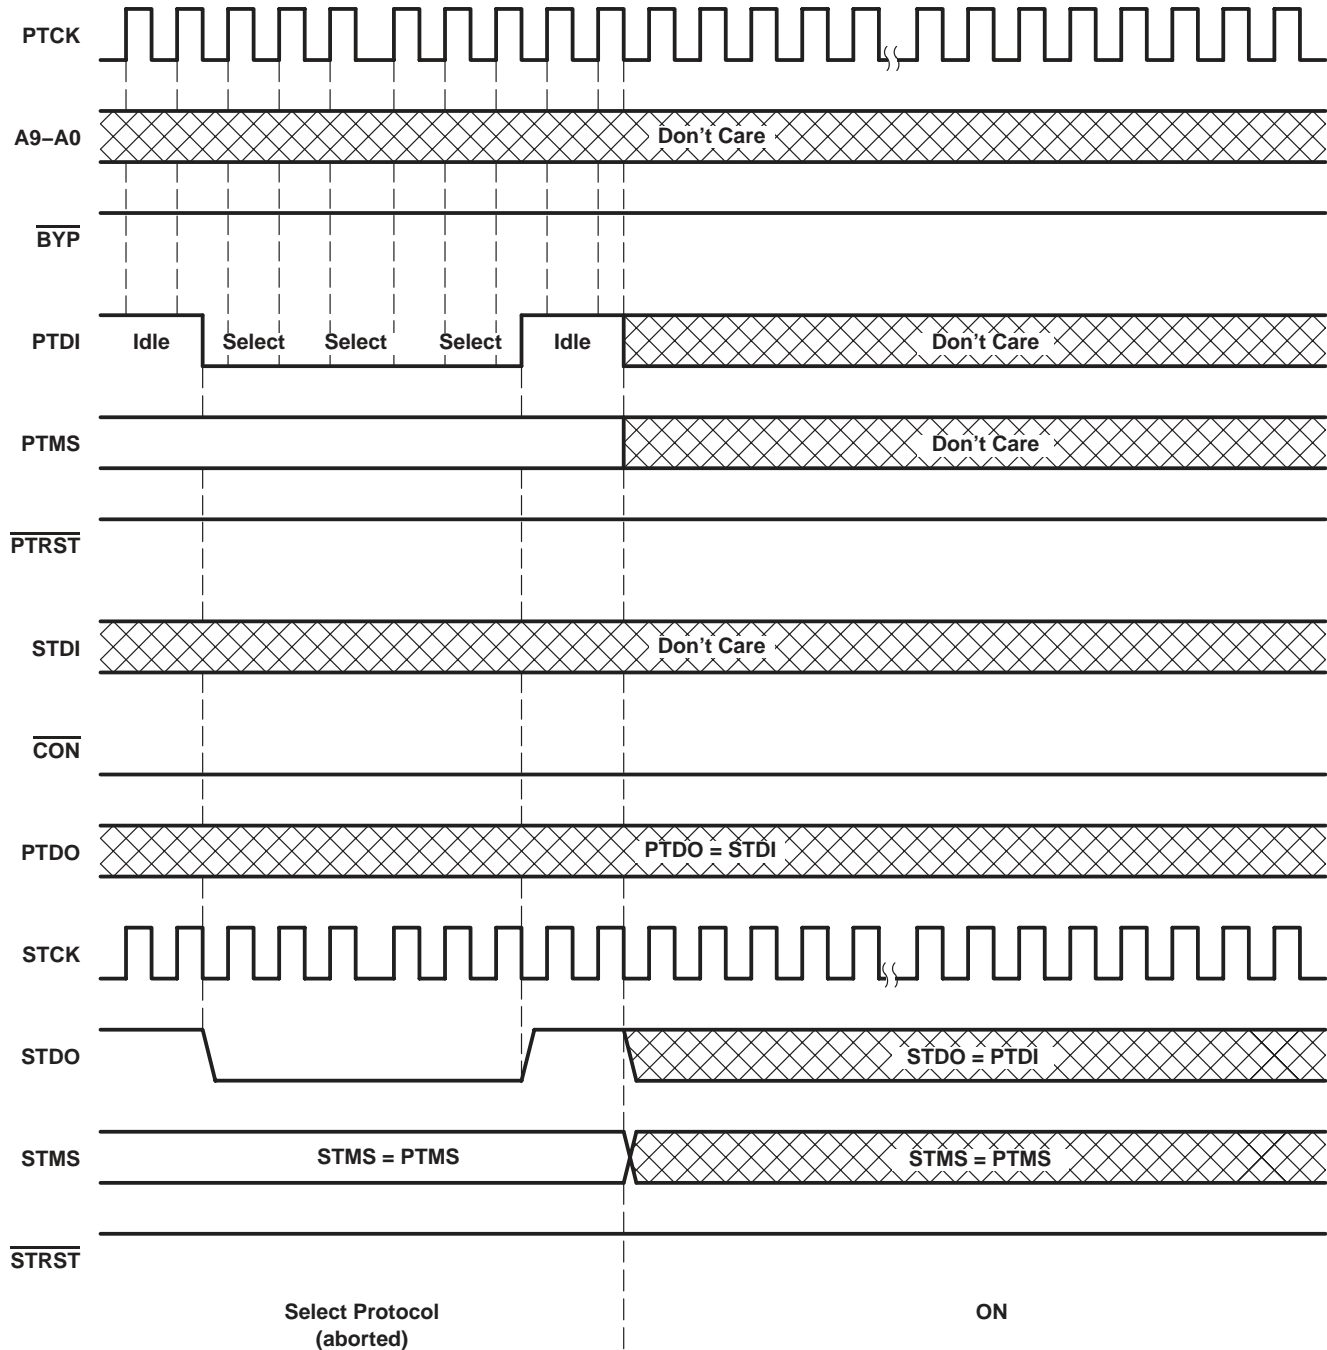 PTCK
A9–A0 Don't Care
BYP
PTDI Idle Select Select Select Idle Don't Care
PTMS Don't Care
PTRST
STDI Don't Care
CON
PTDO PTDO = STDI
STCK
STDO STDO = PTDI
STMS STMS = PTMS STMS = PTMS
STRST
Select Protocol ON
(aborted)